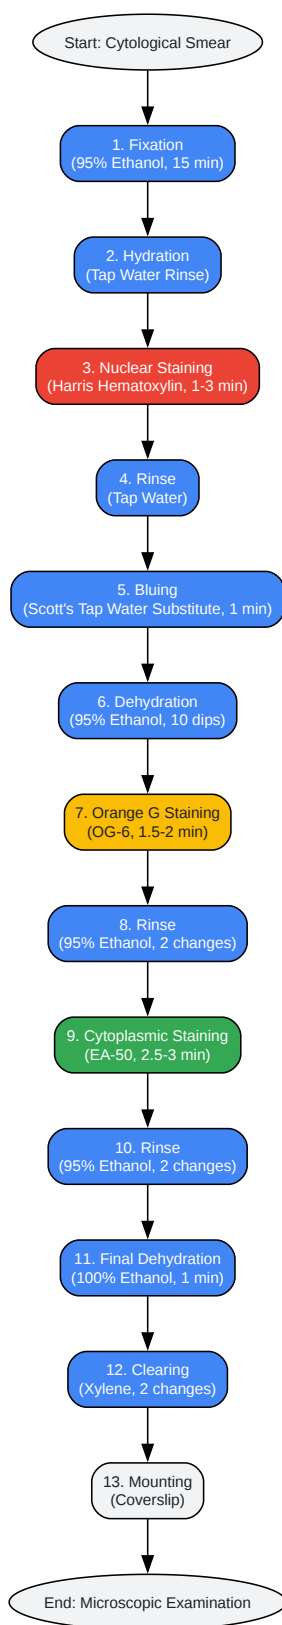 Start: Cytological Smear
1. Fixation
(95% Ethanol, 15 min)
2. Hydration
(Tap Water Rinse)
3. Nuclear Staining
(Harris Hematoxylin, 1-3 min)
4. Rinse
(Tap Water)
5. Bluing
(Scott's Tap Water Substitute, 1 min)
6. Dehydration
(95% Ethanol, 10 dips)
7. Orange G Staining
(OG-6, 1.5-2 min)
8. Rinse
(95% Ethanol, 2 changes)
9. Cytoplasmic Staining
(EA-50, 2.5-3 min)
10. Rinse
(95% Ethanol, 2 changes)
11. Final Dehydration
(100% Ethanol, 1 min)
12. Clearing
(Xylene, 2 changes)
13. Mounting
(Coverslip)
End: Microscopic Examination